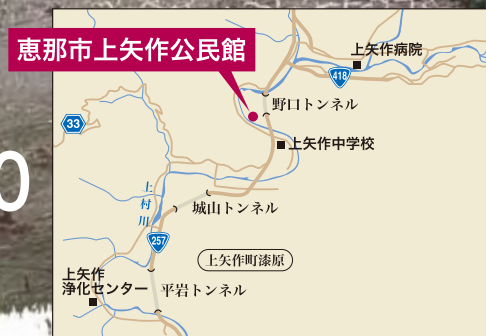 恵那市上矢作公民館
上矢作病院
418
野口トンネル
33
上矢作中学校
上村川
城山トンネル
257
上矢作町漆原
上矢作
浄化センター
平岩トンネル
0